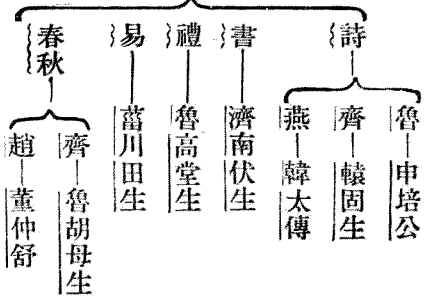 詩
魯—申培公
齊—轅固生
燕—韓太傳
書—濟南伏生
禮—魯高堂生
易—菑川田生
春秋
齊—魯胡母生
趙—董仲舒